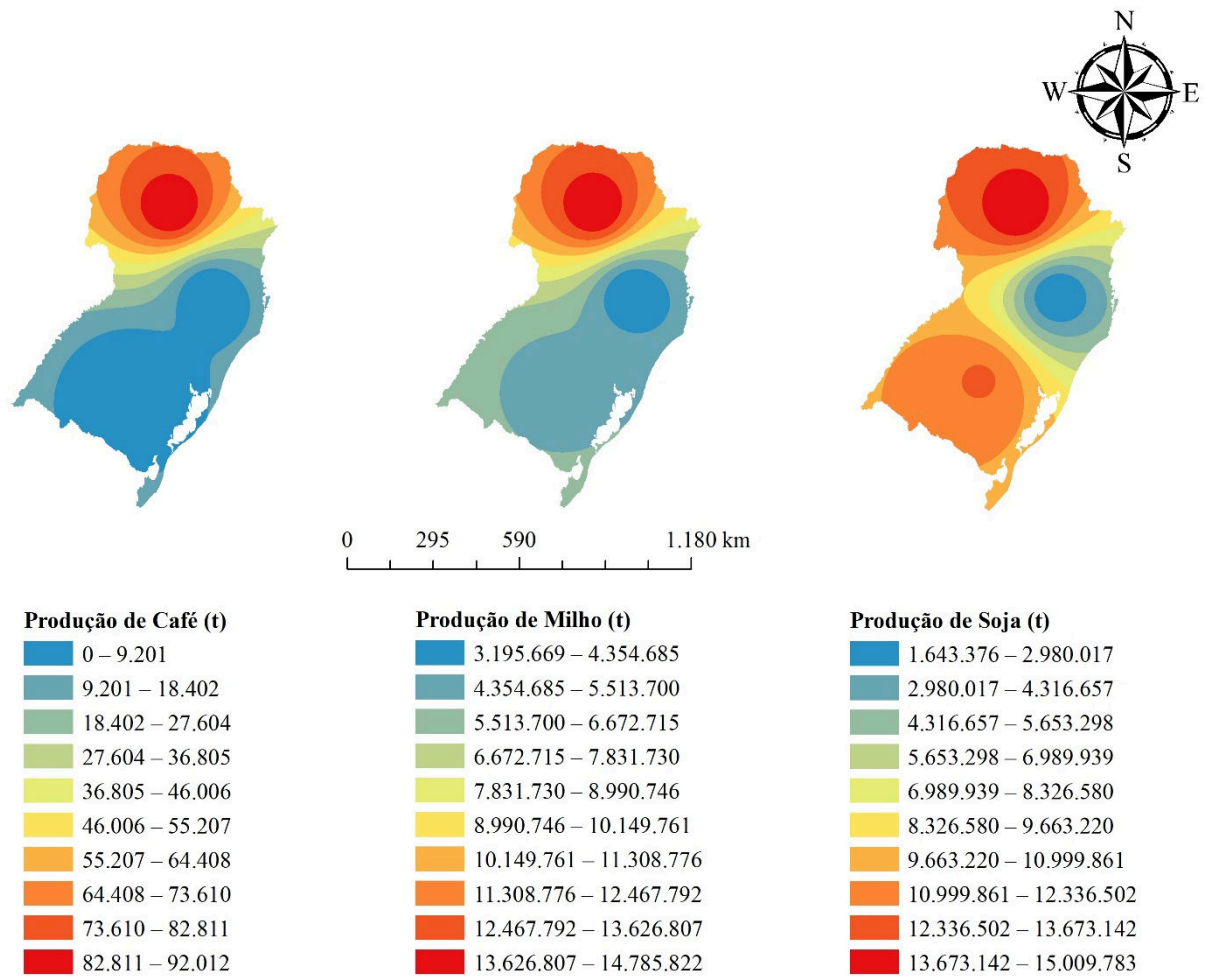 N
W E
S
0 295 590 1.180 km
Produção de Café (t)
0 – 9.201
9.201 – 18.402
18.402 – 27.604
27.604 – 36.805
36.805 – 46.006
46.006 – 55.207
55.207 – 64.408
64.408 – 73.610
73.610 – 82.811
82.811 – 92.012
Produção de Milho (t)
3.195.669 – 4.354.685
4.354.685 – 5.513.700
5.513.700 – 6.672.715
6.672.715 – 7.831.730
7.831.730 – 8.990.746
8.990.746 – 10.149.761
10.149.761 – 11.308.776
11.308.776 – 12.467.792
12.467.792 – 13.626.807
13.626.807 – 14.785.822
Produção de Soja (t)
1.643.376 – 2.980.017
2.980.017 – 4.316.657
4.316.657 – 5.653.298
5.653.298 – 6.989.939
6.989.939 – 8.326.580
8.326.580 – 9.663.220
9.663.220 – 10.999.861
10.999.861 – 12.336.502
12.336.502 – 13.673.142
13.673.142 – 15.009.783